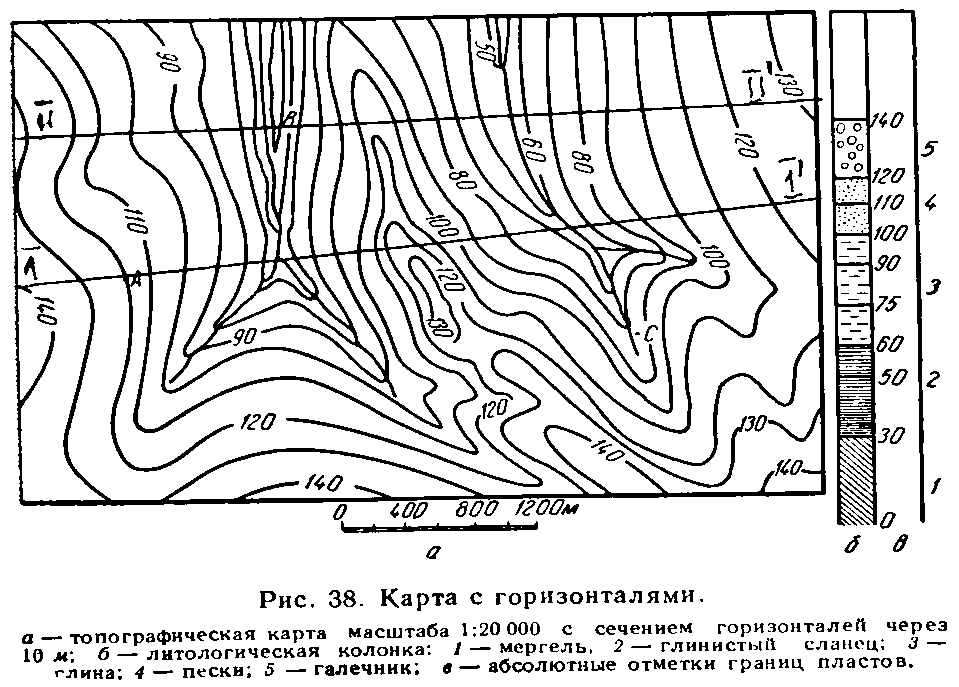 90
50
130
II
II'
B
60
80
80
120
I'
110
100
100
I
A
120
140
130
90
C
120
120
130
140
140
140
0 400 800 1200м
а
140
5
120
110
4
100
90
3
75
60
50
2
30
1
0
б в
Рис. 38. Карта с горизонталями.
а — топографическая карта масштаба 1:20 000 с сечением горизонталей через
10 м; б — литологическая колонка: 1 — мергель, 2 — глинистый сланец; 3 —
глина; 4 — пески; 5 — галечник; в — абсолютные отметки границ пластов.